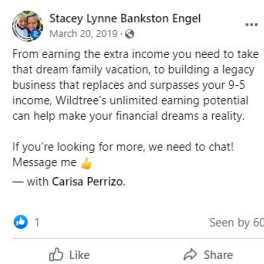 Stacey Lynne Bankston Engel
March 20, 2019 ·
From earning the extra income you need to take
that dream family vacation, to building a legacy
business that replaces and surpasses your 9-5
income, Wildtree's unlimited earning potential
can help make your financial dreams a reality.
If you're looking for more, we need to chat!
Message me 👍
— with Carisa Perrizo.
1
Seen by 60
Like
Share